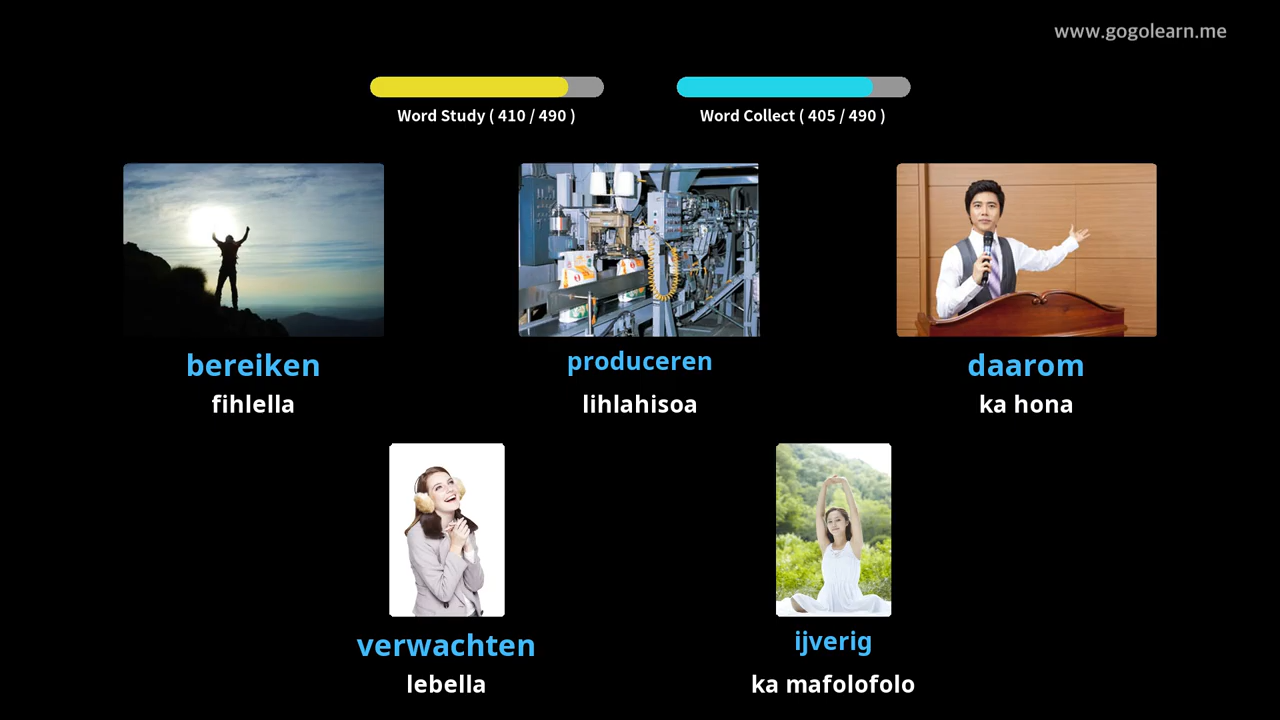 www.gogolearn.me
Word Study ( 410 / 490 )
Word Collect ( 405 / 490 )
bereiken
fihlella
produceren
lihlahisoa
daarom
ka hona
verwachten
lebella
ijverig
ka mafolofolo